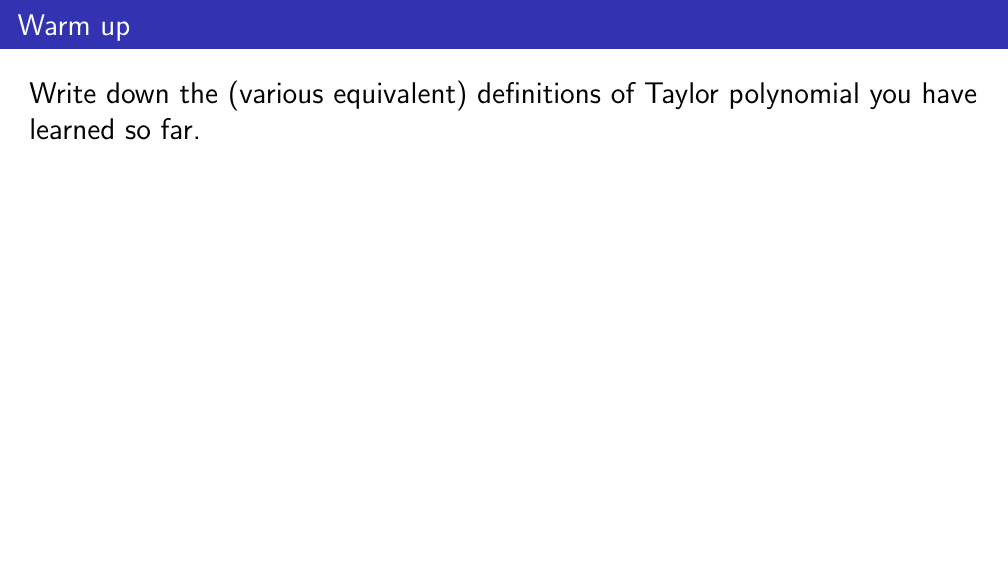 Warm up
Write down the (various equivalent) definitions of Taylor polynomial you have
learned so far.